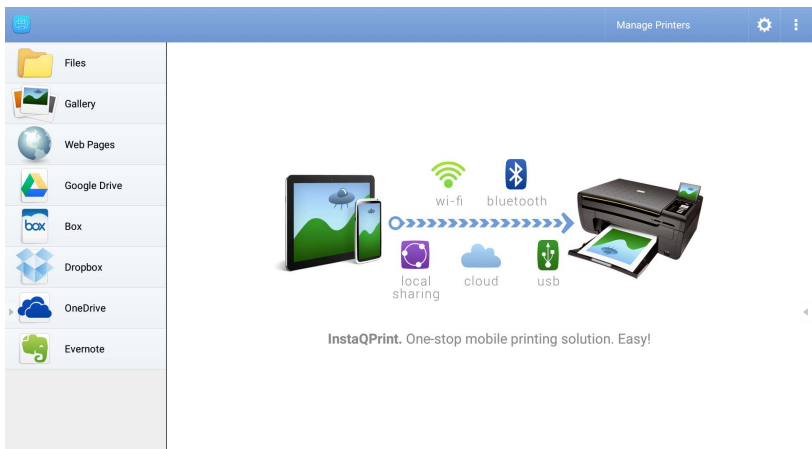 Manage Printers
Files
Gallery
Web Pages
Google Drive
box
Box
Dropbox
OneDrive
Evernote
wi-fi
bluetooth
local
sharing
cloud
usb
InstaQPrint. One-stop mobile printing solution. Easy!